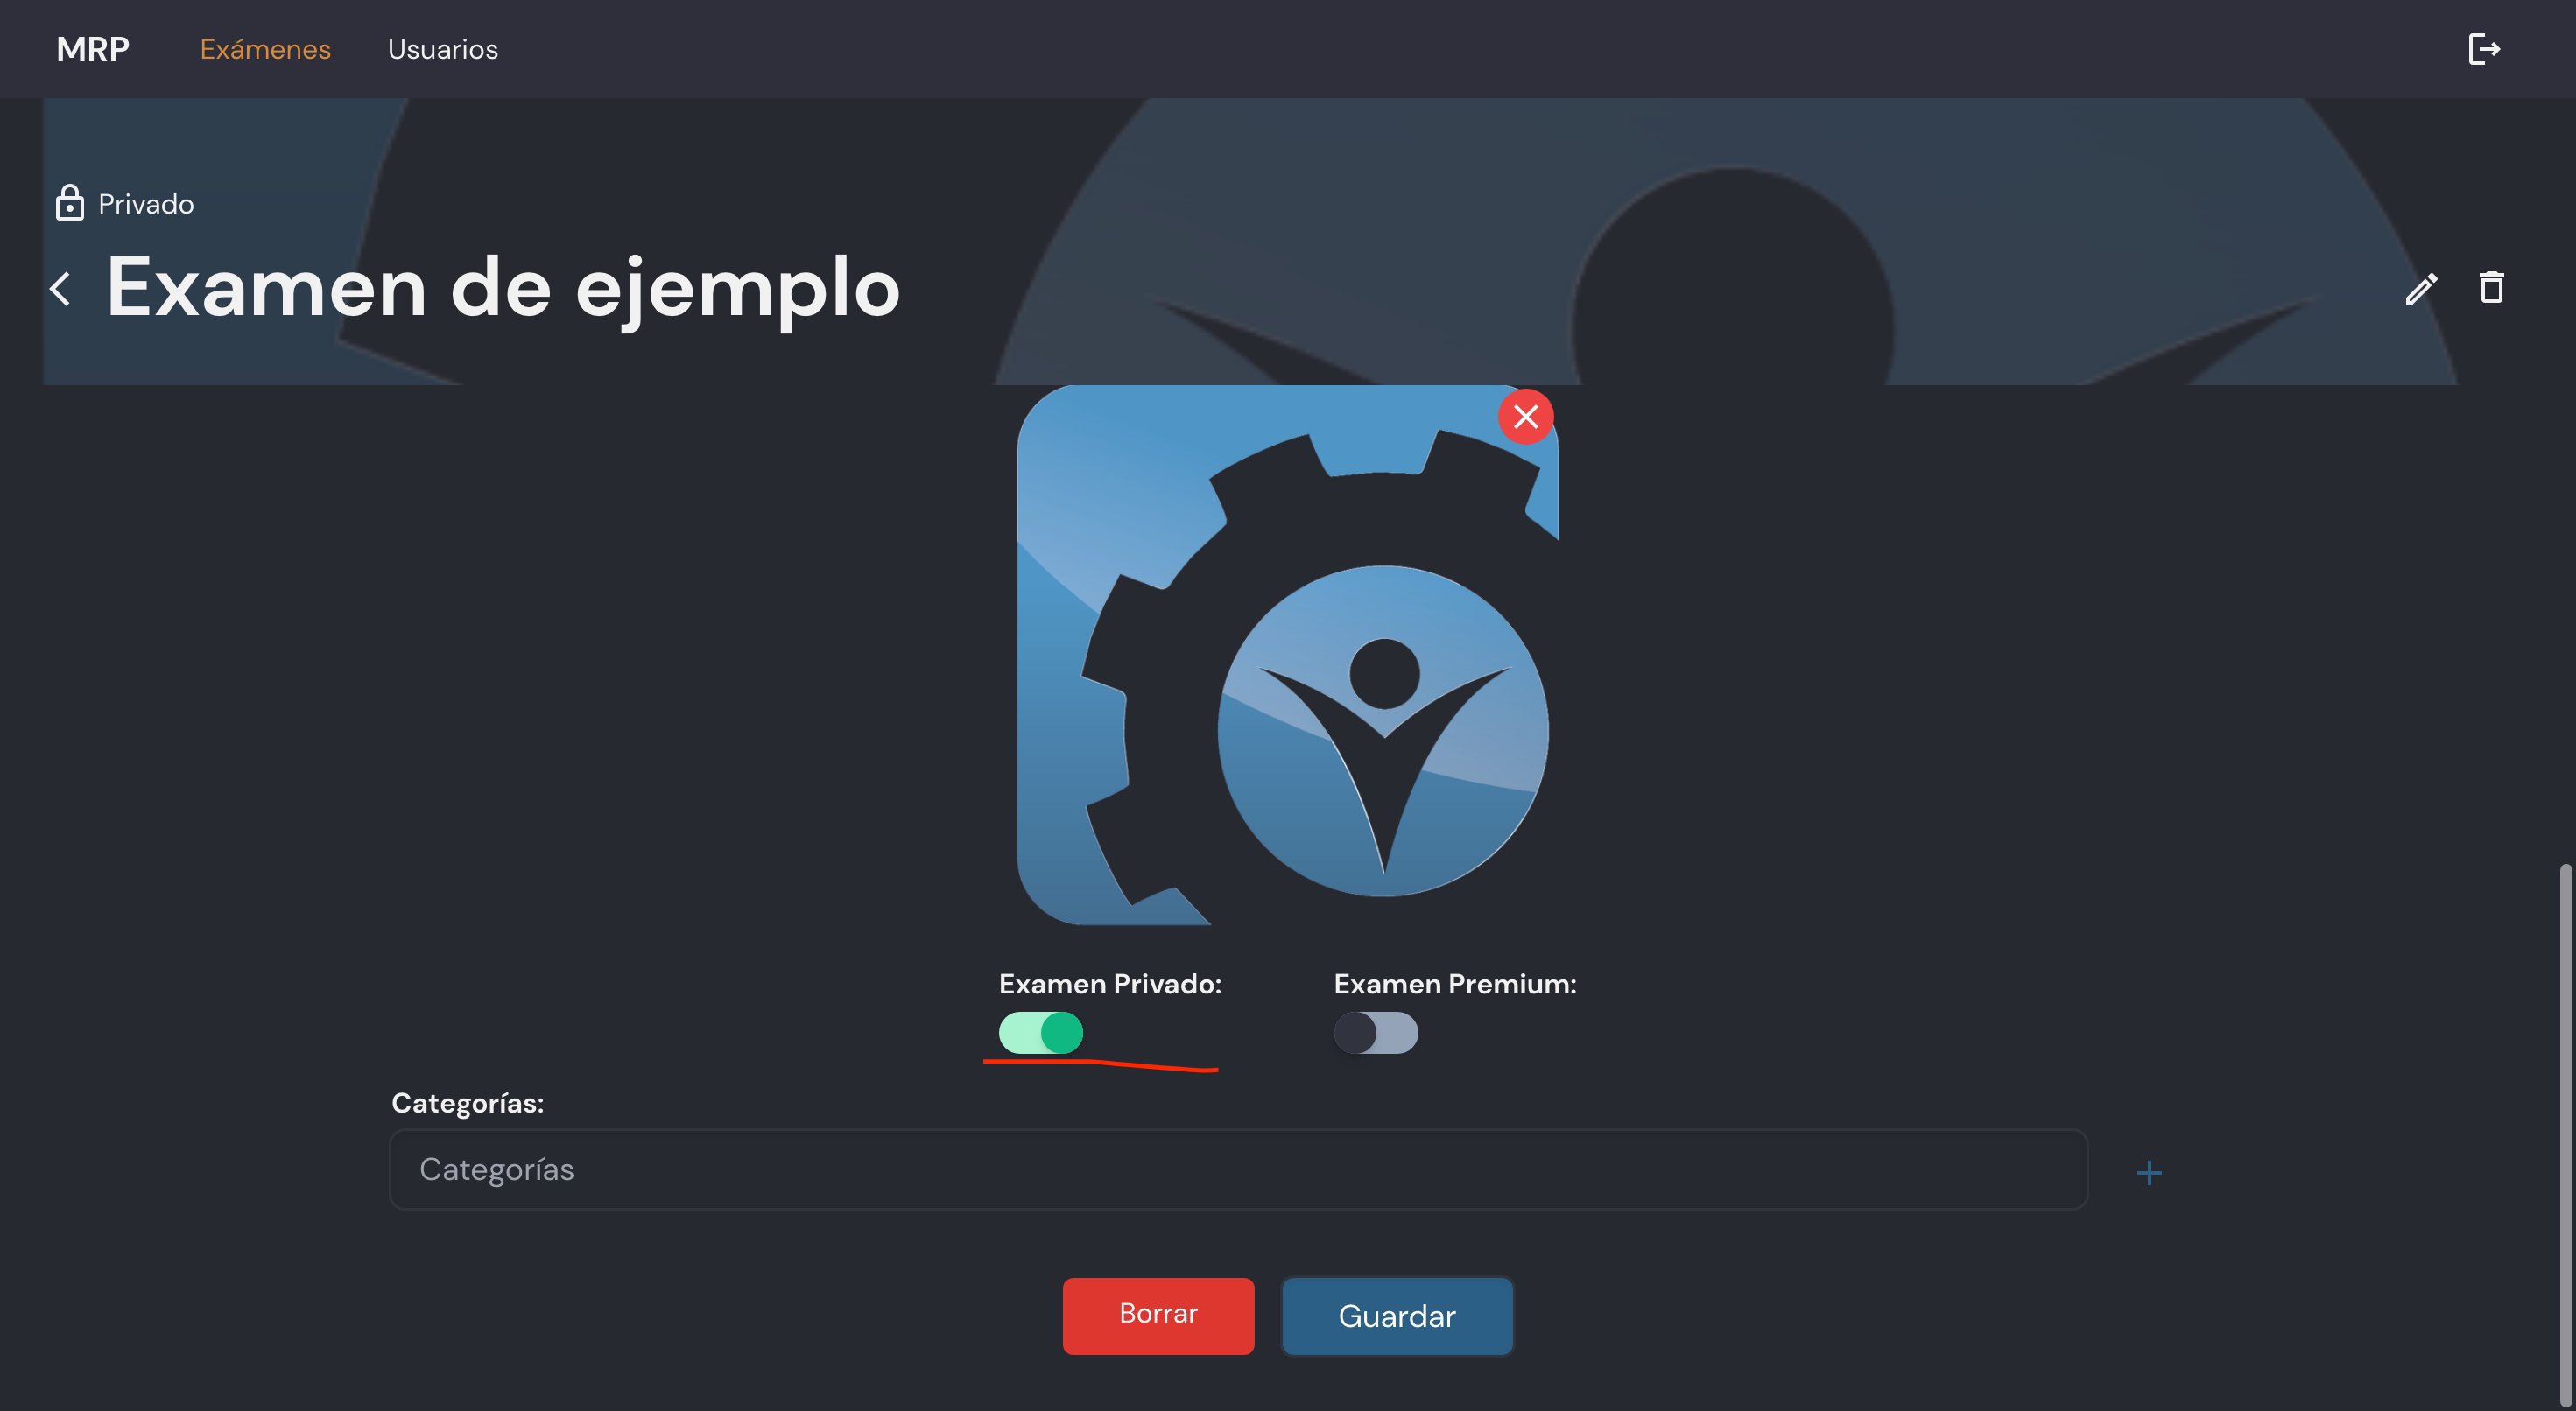 MRP Exámenes Usuarios
Privado
Examen de ejemplo
Examen Privado: Examen Premium:
Categorías:
Categorías
Borrar Guardar